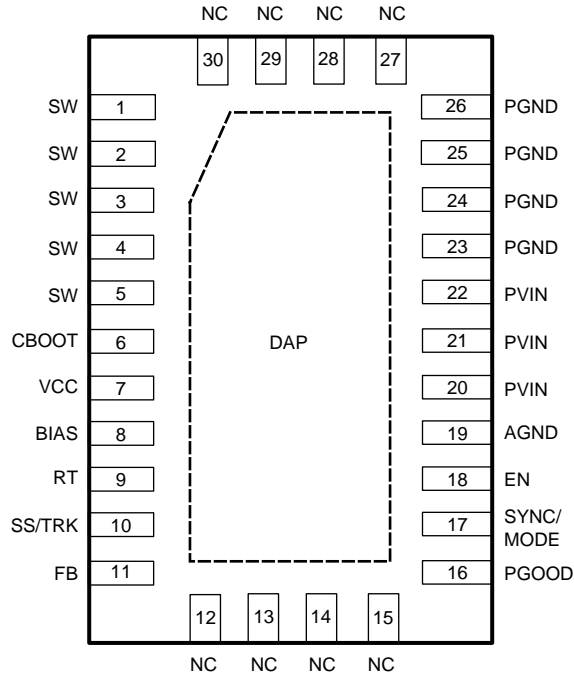 NC NC NC NC
30 29 28 27
SW 1 26 PGND
SW 2 25 PGND
SW 3 24 PGND
SW 4 23 PGND
SW 5 22 PVIN
CBOOT 6 DAP 21 PVIN
VCC 7 20 PVIN
BIAS 8 19 AGND
RT 9 18 EN
SS/TRK 10 17 SYNC/
MODE
FB 11 16 PGOOD
12 13 14 15
NC NC NC NC